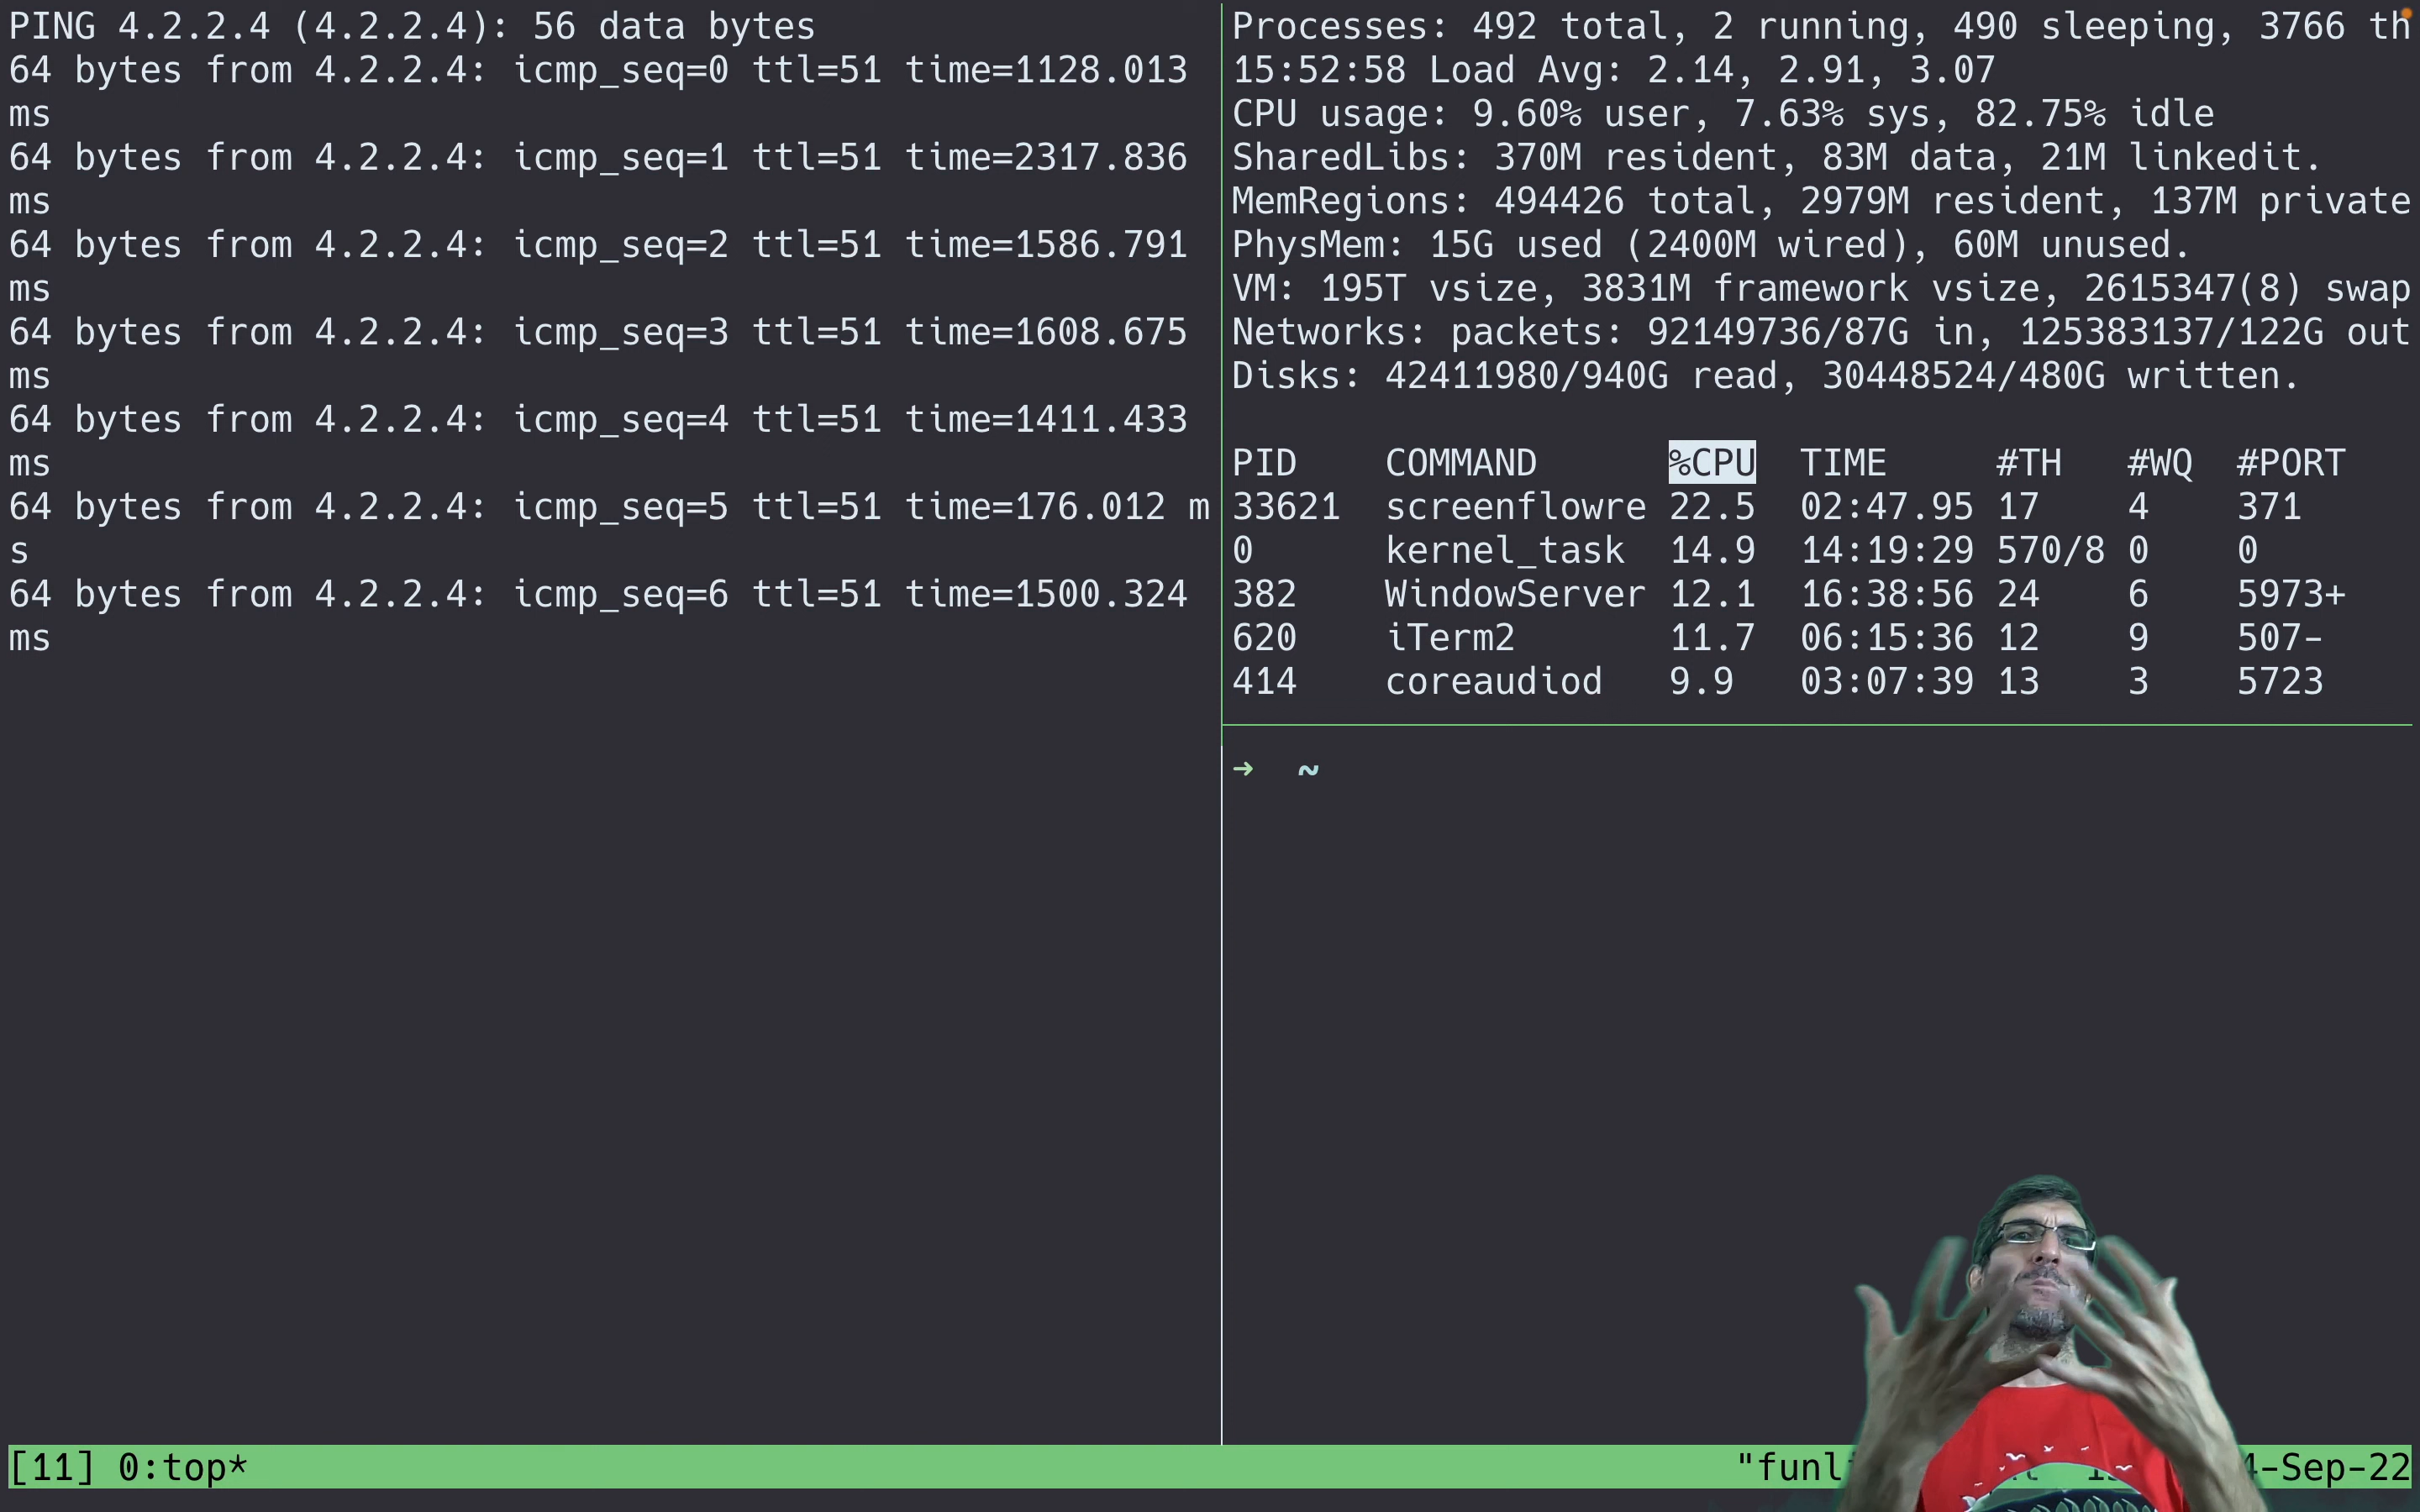 PING 4.2.2.4 (4.2.2.4): 56 data bytes
64 bytes from 4.2.2.4: icmp_seq=0 ttl=51 time=1128.013
ms
64 bytes from 4.2.2.4: icmp_seq=1 ttl=51 time=2317.836
ms
64 bytes from 4.2.2.4: icmp_seq=2 ttl=51 time=1586.791
ms
64 bytes from 4.2.2.4: icmp_seq=3 ttl=51 time=1608.675
ms
64 bytes from 4.2.2.4: icmp_seq=4 ttl=51 time=1411.433
ms
64 bytes from 4.2.2.4: icmp_seq=5 ttl=51 time=176.012 m
s
64 bytes from 4.2.2.4: icmp_seq=6 ttl=51 time=1500.324
ms
Processes: 492 total, 2 running, 490 sleeping, 3766 th
15:52:58 Load Avg: 2.14, 2.91, 3.07
CPU usage: 9.60% user, 7.63% sys, 82.75% idle
SharedLibs: 370M resident, 83M data, 21M linkedit.
MemRegions: 494426 total, 2979M resident, 137M private
PhysMem: 15G used (2400M wired), 60M unused.
VM: 195T vsize, 3831M framework vsize, 2615347(8) swap
Networks: packets: 92149736/87G in, 125383137/122G out
Disks: 42411980/940G read, 30448524/480G written.
PID COMMAND %CPU TIME #TH #WQ #PORT
33621 screenflowre 22.5 02:47.95 17 4 371
0 kernel_task 14.9 14:19:29 570/8 0 0
382 WindowServer 12.1 16:38:56 24 6 5973+
620 iTerm2 11.7 06:15:36 12 9 507-
414 coreaudiod 9.9 03:07:39 13 3 5723
➜ ~
[11] 0:top* -Sep-22